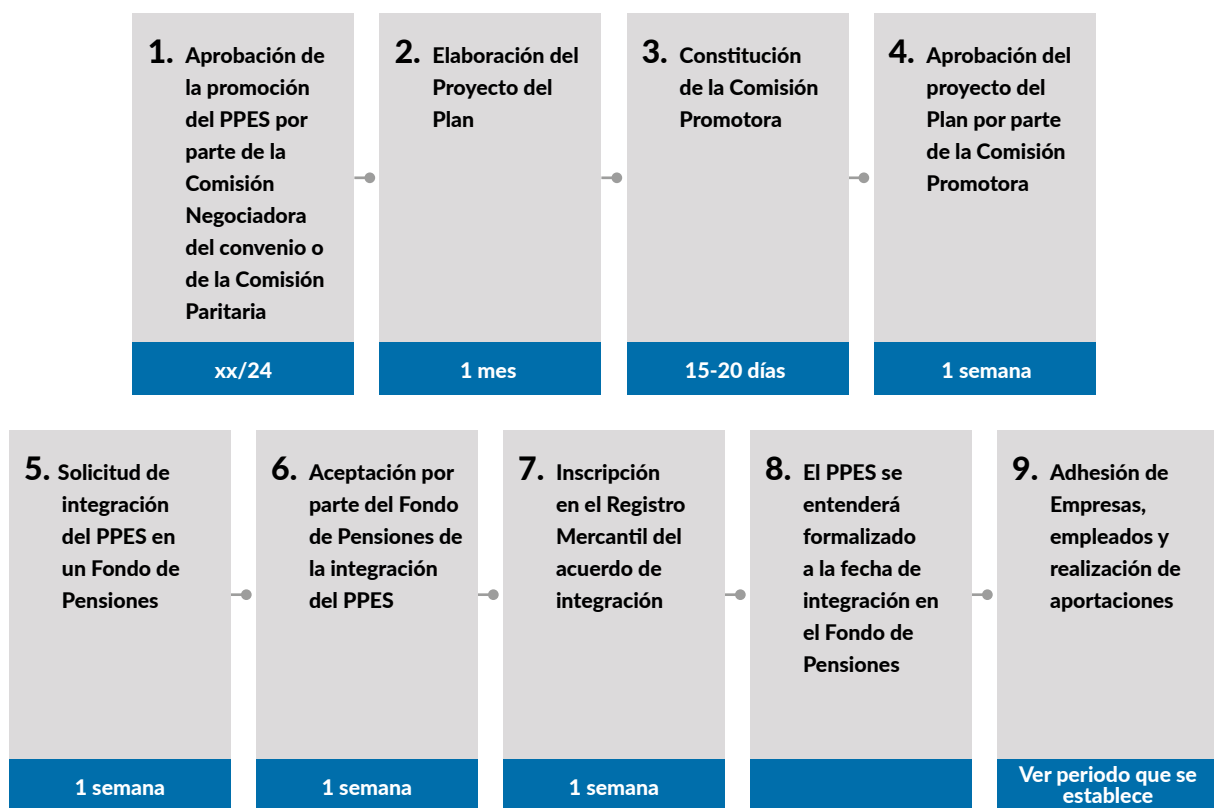 1. Aprobación de
la promoción
del PPES por
parte de la
Comisión
Negociadora
del convenio o
de la Comisión
Paritaria
xx/24
2. Elaboración del
Proyecto del
Plan
1 mes
3. Constitución
de la Comisión
Promotora
15-20 días
4. Aprobación del
proyecto del
Plan por parte
de la Comisión
Promotora
1 semana
5. Solicitud de
integración
del PPES en
un Fondo de
Pensiones
1 semana
6. Aceptación por
parte del Fondo
de Pensiones de
la integración
del PPES
1 semana
7. Inscripción
en el Registro
Mercantil del
acuerdo de
integración
1 semana
8. El PPES se
entenderá
formalizado
a la fecha de
integración en
el Fondo de
Pensiones
9. Adhesión de
Empresas,
empleados y
realización de
aportaciones
Ver periodo que se
establece